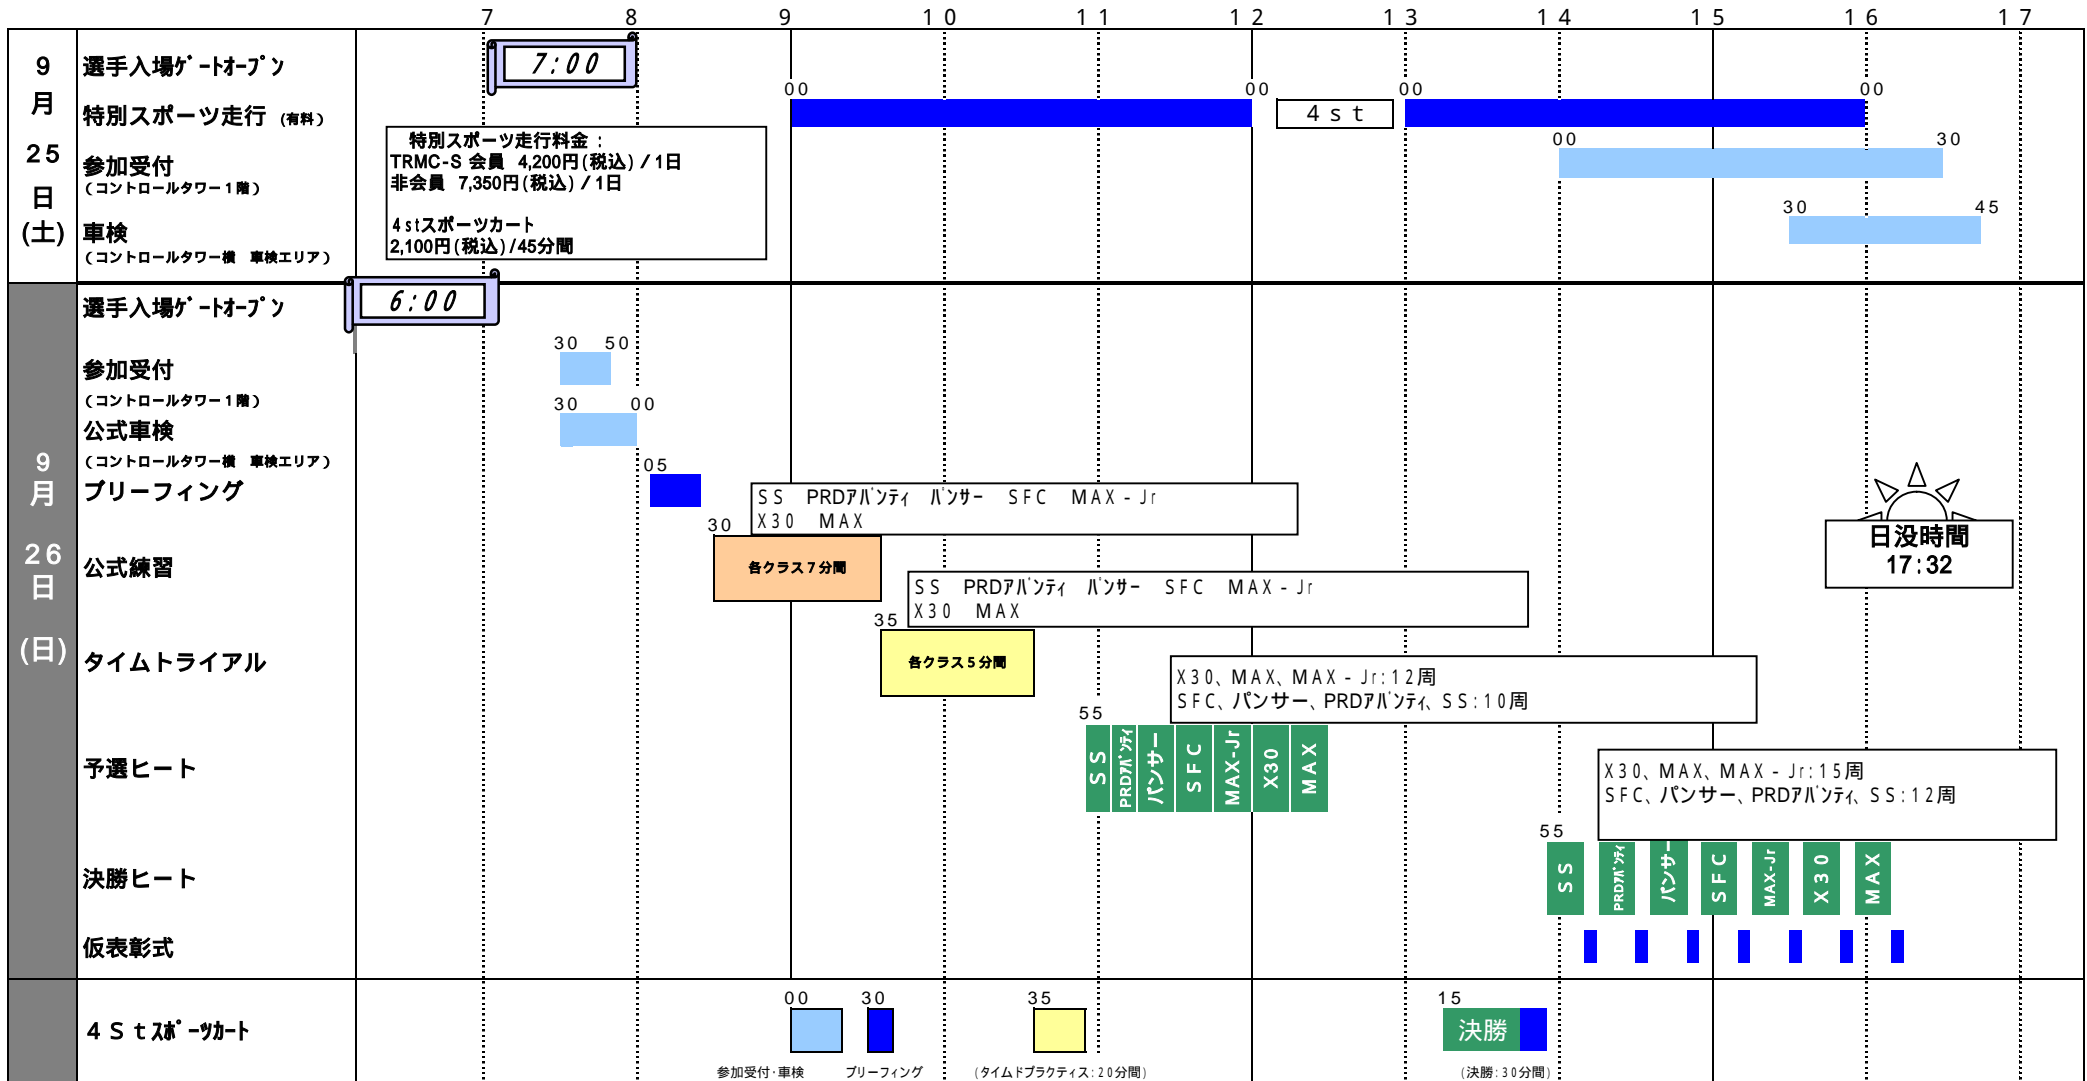 7 8 9 10 11 12 13 14 15 16 17
9月25日(土)
選手入場ｹﾞｰﾄｵｰﾌﾟﾝ
7:00
00 00 00 00
特別スポーツ走行 (有料)
4st
特別スポーツ走行料金：
TRMC-S 会員 4,200円(税込) / 1日
非会員 7,350円(税込) / 1日
4stスポーツカート
2,100円(税込)/45分間
00 30
参加受付
(コントロールタワー1階)
30 45
車検
(コントロールタワー横 車検エリア)
9月26日(日)
選手入場ｹﾞｰﾄｵｰﾌﾟﾝ
6:00
30 50
参加受付
(コントロールタワー1階)
30 00
公式車検
(コントロールタワー横 車検エリア)
05
ブリーフィング
SS PRDｱﾊﾞﾝﾃｨ ﾊﾟﾝｻｰ SFC MAX-Jr
X30 MAX
30
公式練習
各クラス7分間
日没時間
17:32
SS PRDｱﾊﾞﾝﾃｨ ﾊﾟﾝｻｰ SFC MAX-Jr
X30 MAX
35
タイムトライアル
各クラス5分間
X30、MAX、MAX-Jr:12周
SFC、パンサー、PRDｱﾊﾞﾝﾃｨ、SS:10周
55
予選ヒート
SS PRDｱﾊﾞﾝﾃｨ パンサー SFC MAX-Jr X30 MAX
X30、MAX、MAX-Jr:15周
SFC、パンサー、PRDｱﾊﾞﾝﾃｨ、SS:12周
55
決勝ヒート
SS PRDｱﾊﾞﾝﾃｨ パンサー SFC MAX-Jr X30 MAX
仮表彰式
00 30 35 15
4Stｽﾎﾟｰﾂｶｰﾄ
決勝
参加受付・車検 ブリーフィング (タイムドプラクティス:20分間) (決勝:30分間)